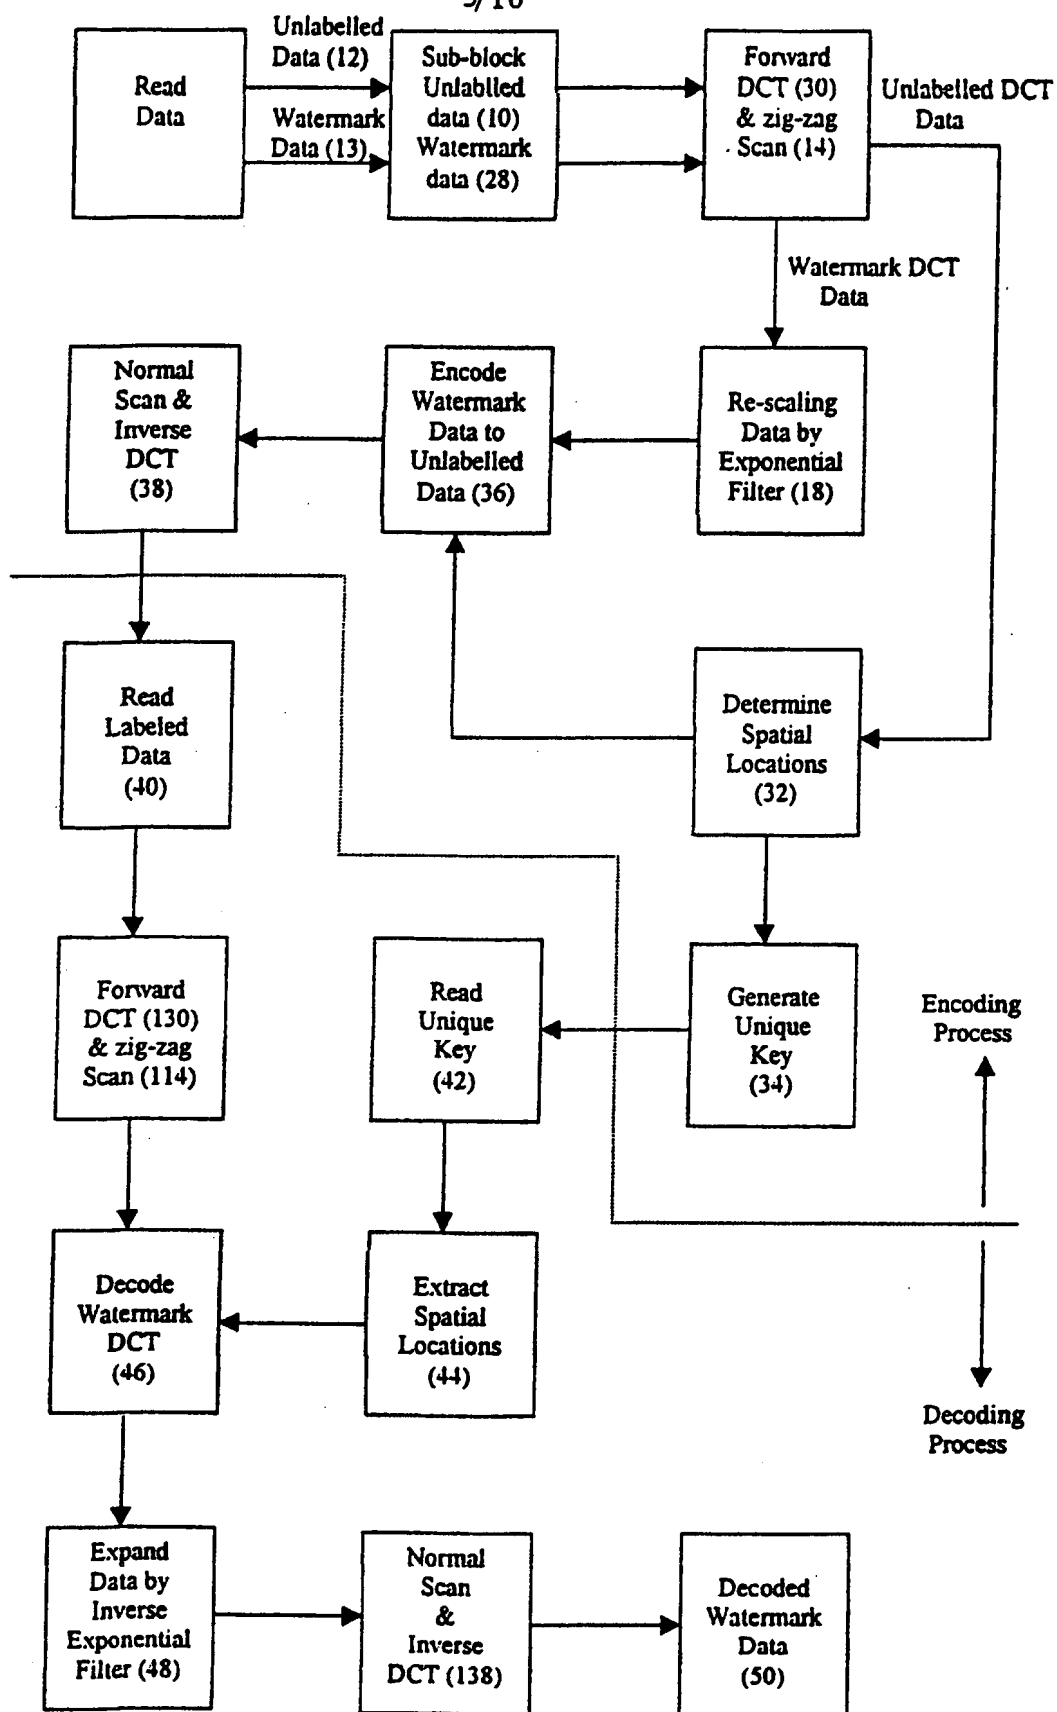 Read
Data
Unlabelled
Data (12)
Watermark
Data (13)
Sub-block
Unlablled
data (10)
Watermark
data (28)
Forward
DCT (30)
& zig-zag
Scan (14)
Unlabelled DCT
Data
Watermark DCT
Data
Normal
Scan &
Inverse
DCT
(38)
Encode
Watermark
Data to
Unlabelled
Data (36)
Re-scaling
Data by
Exponential
Filter (18)
Read
Labeled
Data
(40)
Determine
Spatial
Locations
(32)
Forward
DCT (130)
& zig-zag
Scan (114)
Read
Unique
Key
(42)
Generate
Unique
Key
(34)
Encoding
Process
Decode
Watermark
DCT
(46)
Extract
Spatial
Locations
(44)
Decoding
Process
Expand
Data by
Inverse
Exponential
Filter (48)
Normal
Scan
&
Inverse
DCT (138)
Decoded
Watermark
Data
(50)